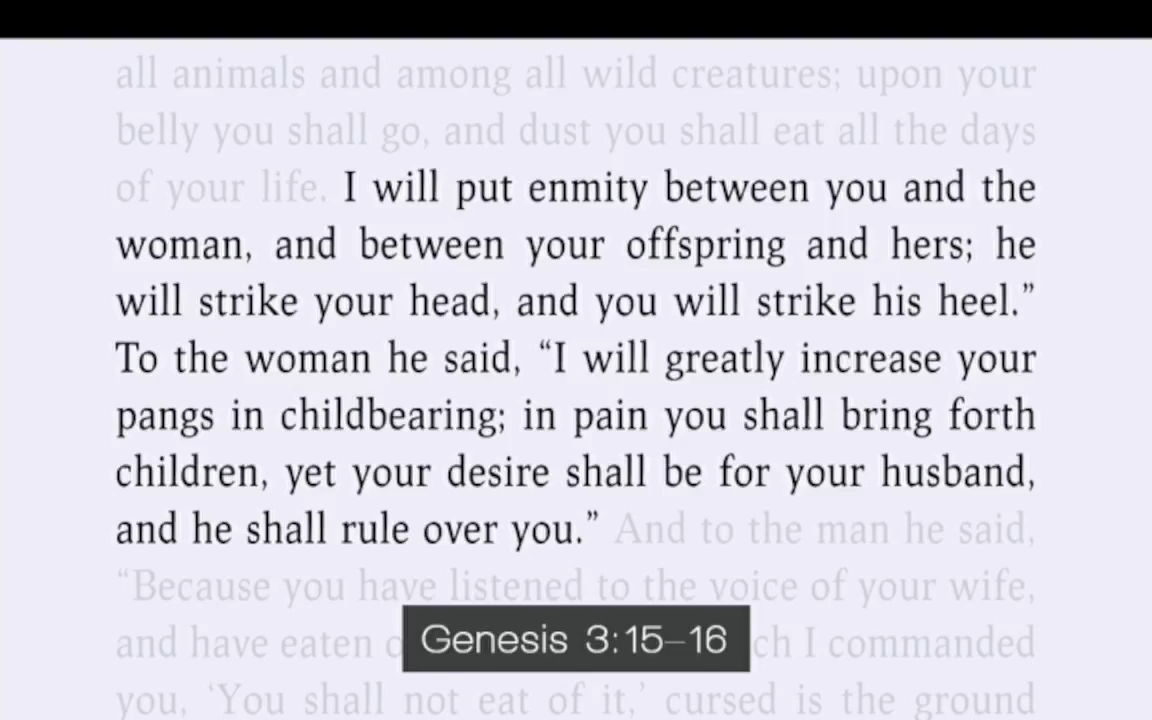 all animals and among all wild creatures; upon your
belly you shall go, and dust you shall eat all the days
of your life. I will put enmity between you and the
woman, and between your offspring and hers; he
will strike your head, and you will strike his heel.”
To the woman he said, “I will greatly increase your
pangs in childbearing; in pain you shall bring forth
children, yet your desire shall be for your husband,
and he shall rule over you.” And to the man he said,
“Because you have listened to the voice of your wife,
and have eaten ch I commanded
Genesis 3:15–16
you, ‘You shall not eat of it,’ cursed is the ground